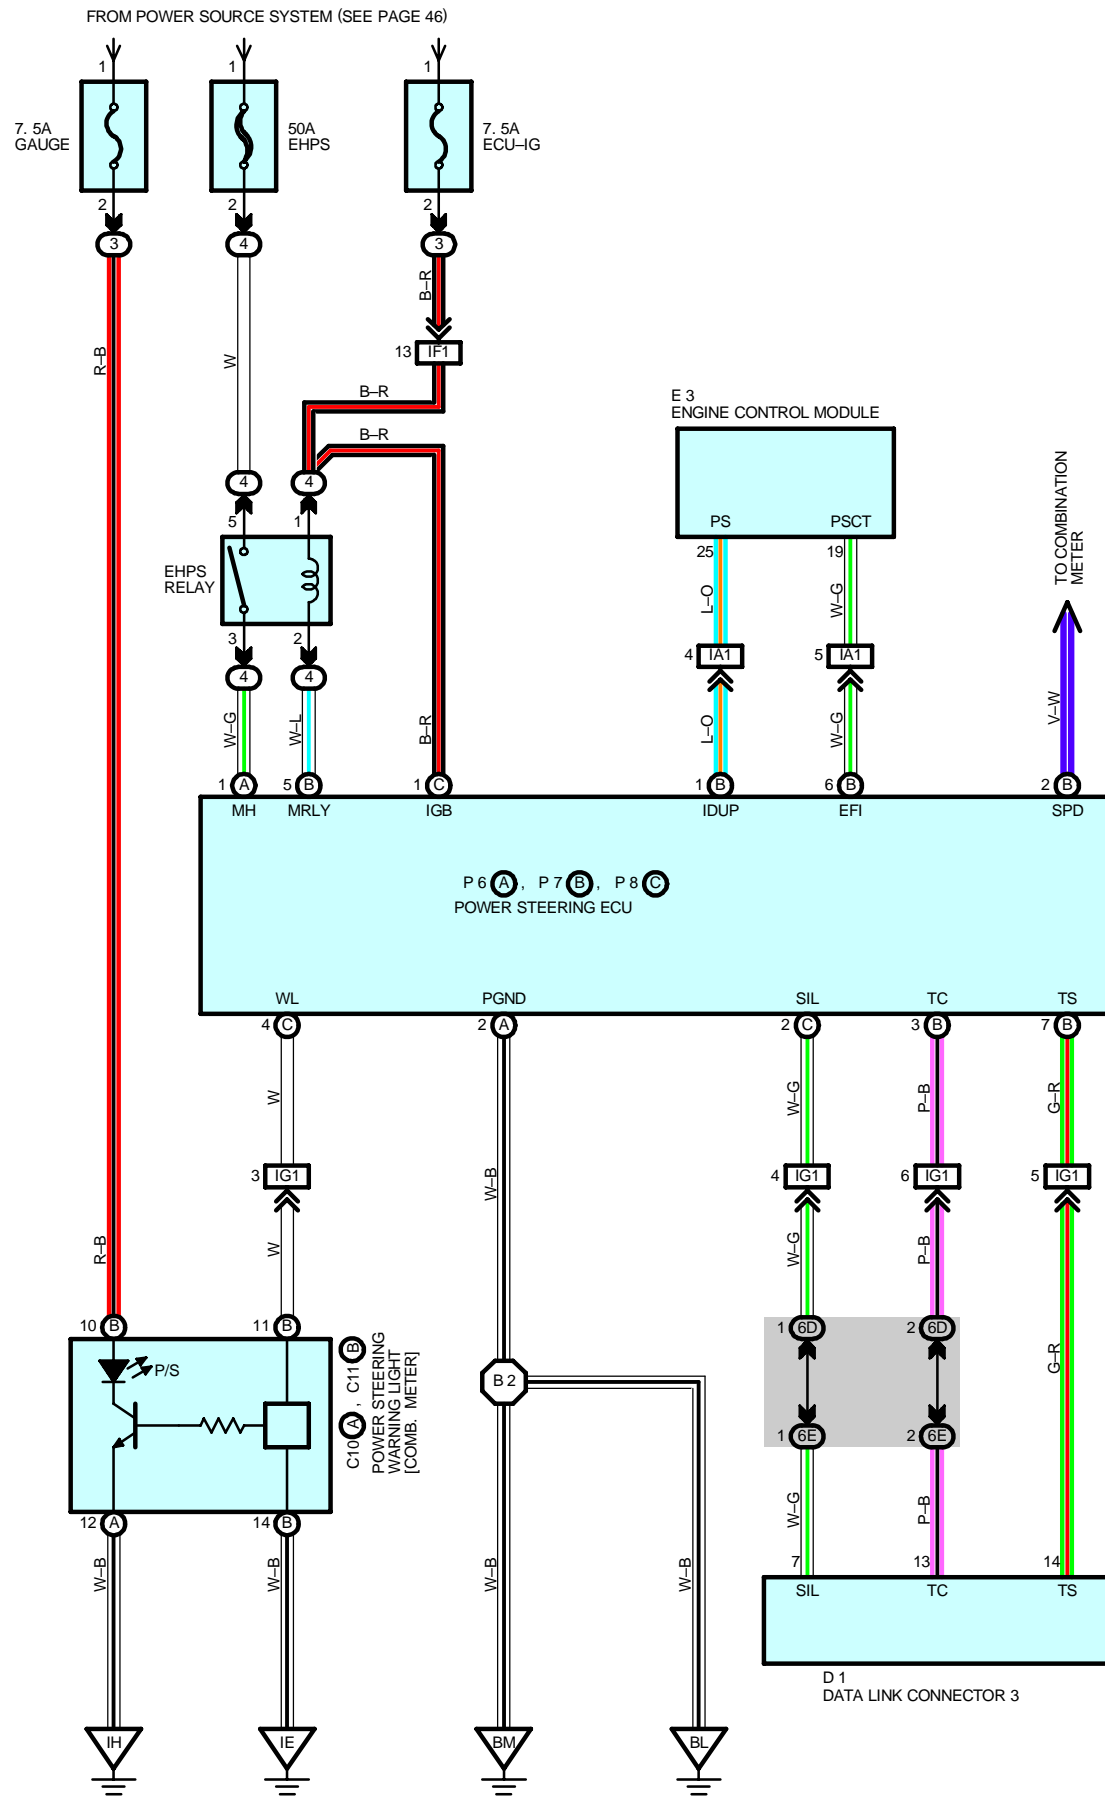 FROM POWER SOURCE SYSTEM (SEE PAGE 46)
1
1
1
7. 5A
GAUGE
50A
EHPS
7. 5A
ECU–IG
2
2
2
3
4
3
B–R
13 IF1
R–B
W
B–R
B–R
4
4
5
1
EHPS
RELAY
3
2
4
4
W–G
W–L
B–R
E 3
ENGINE CONTROL MODULE
PS
PSCT
25
19
L–O
W–G
4 IA1
5 IA1
L–O
W–G
TO COMBINATION
METER
V–W
1 A
5 B
1 C
1 B
6 B
2 B
MH
MRLY
IGB
IDUP
EFI
SPD
P 6 A , P 7 B , P 8 C
POWER STEERING ECU
WL
PGND
SIL
TC
TS
4 C
2 A
2 C
3 B
7 B
W
W–B
W–G
P–B
G–R
3 IG1
4 IG1
6 IG1
5 IG1
R–B
W
W–G
P–B
G–R
10 B
11 B
1 6D
2 6D
P/S
C10 A , C11 B
POWER STEERING
WARNING LIGHT
[COMB. METER]
B 2
1 6E
2 6E
12 A
14 B
W–B
W–B
W–B
W–B
W–G
P–B
7
13
14
SIL
TC
TS
D 1
DATA LINK CONNECTOR 3
IH
IE
BM
BL